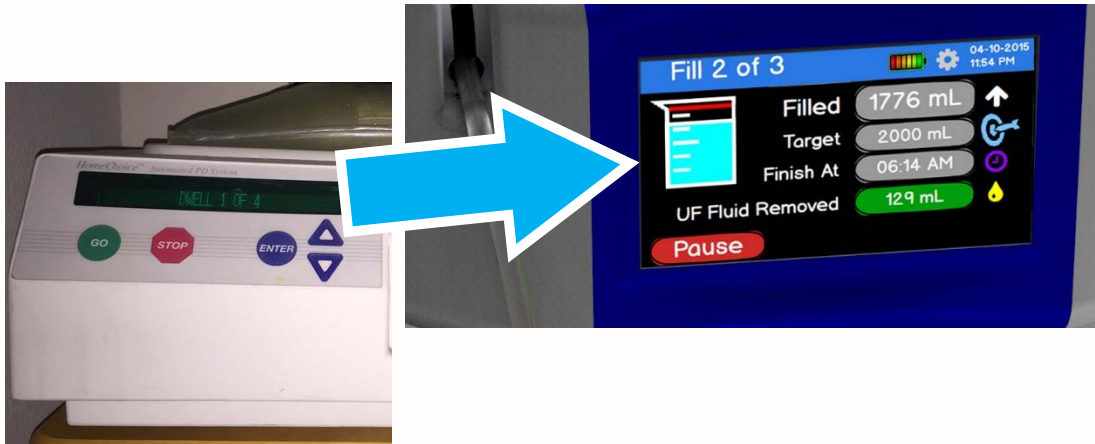 HomeChoice™ Automated PD System
DWELL 1 OF 4
GO
STOP
ENTER
Fill 2 of 3
04-10-2015
11:54 PM
Filled 1776 mL
Target 2000 mL
Finish At 06:14 AM
UF Fluid Removed 129 mL
Pause